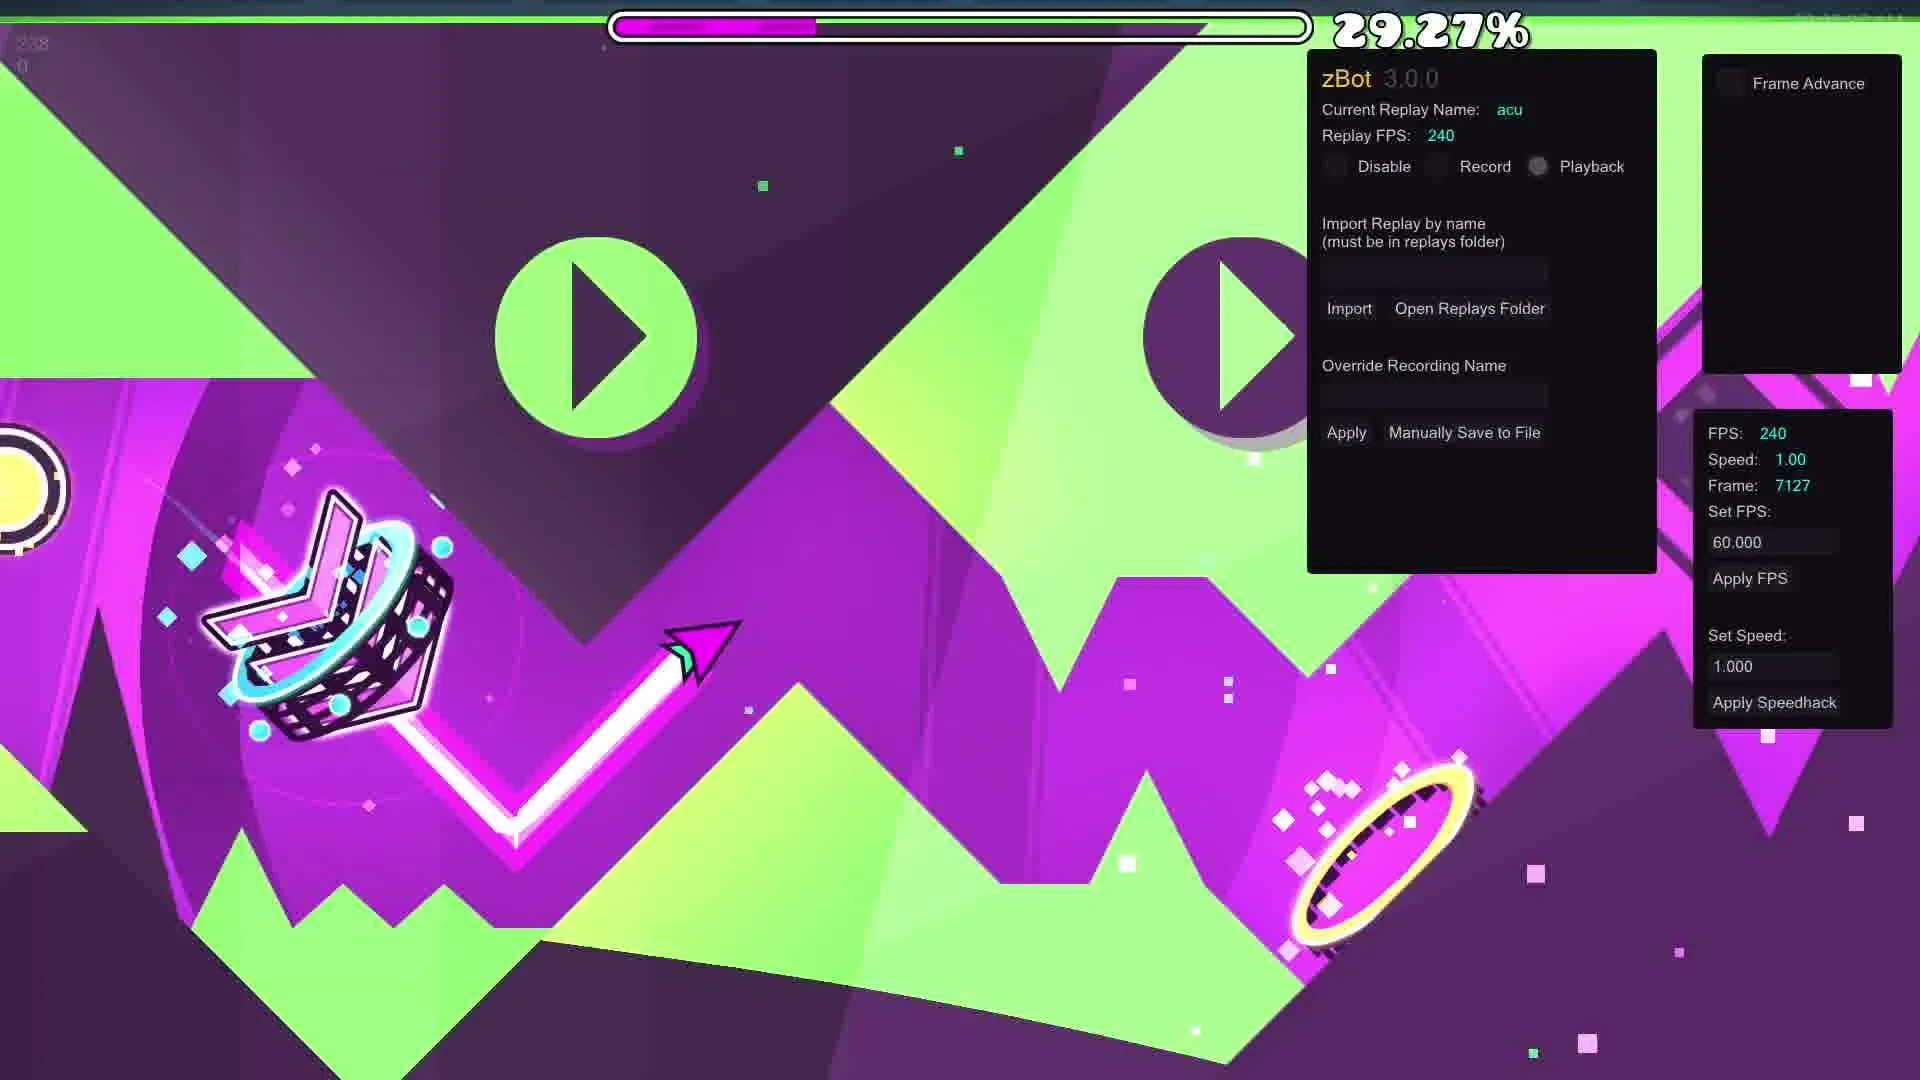 29.27%
238
0
zBot 3.0.0
Current Replay Name: acu
Replay FPS: 240
Disable Record Playback
Import Replay by name
(must be in replays folder)
Import Open Replays Folder
Override Recording Name
Apply Manually Save to File
Frame Advance
FPS: 240
Speed: 1.00
Frame: 7127
Set FPS:
60.000
Apply FPS
Set Speed:
1.000
Apply Speedhack